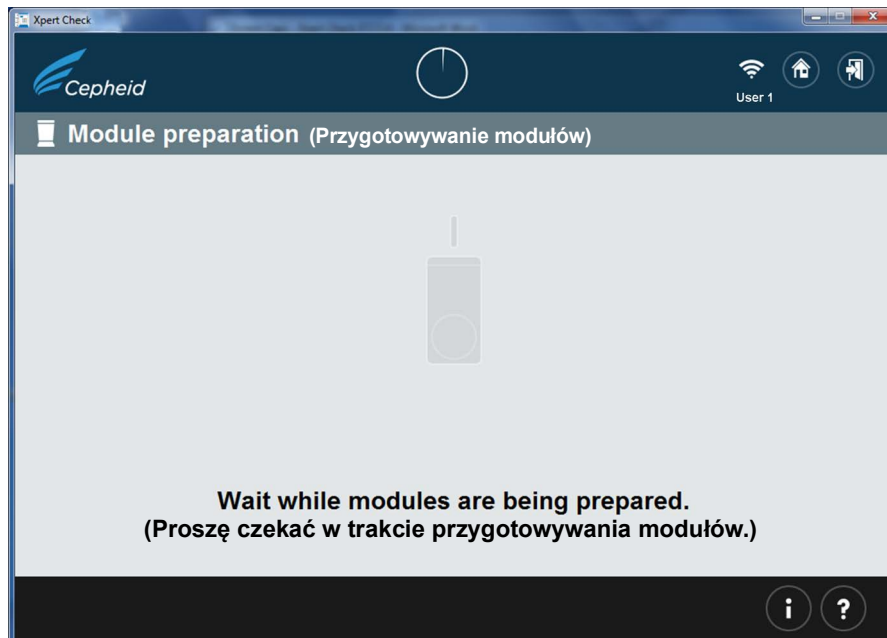 Xpert Check
Cepheid
User 1
Module preparation (Przygotowywanie modułów)
Wait while modules are being prepared.
(Proszę czekać w trakcie przygotowywania modułów.)
i ?